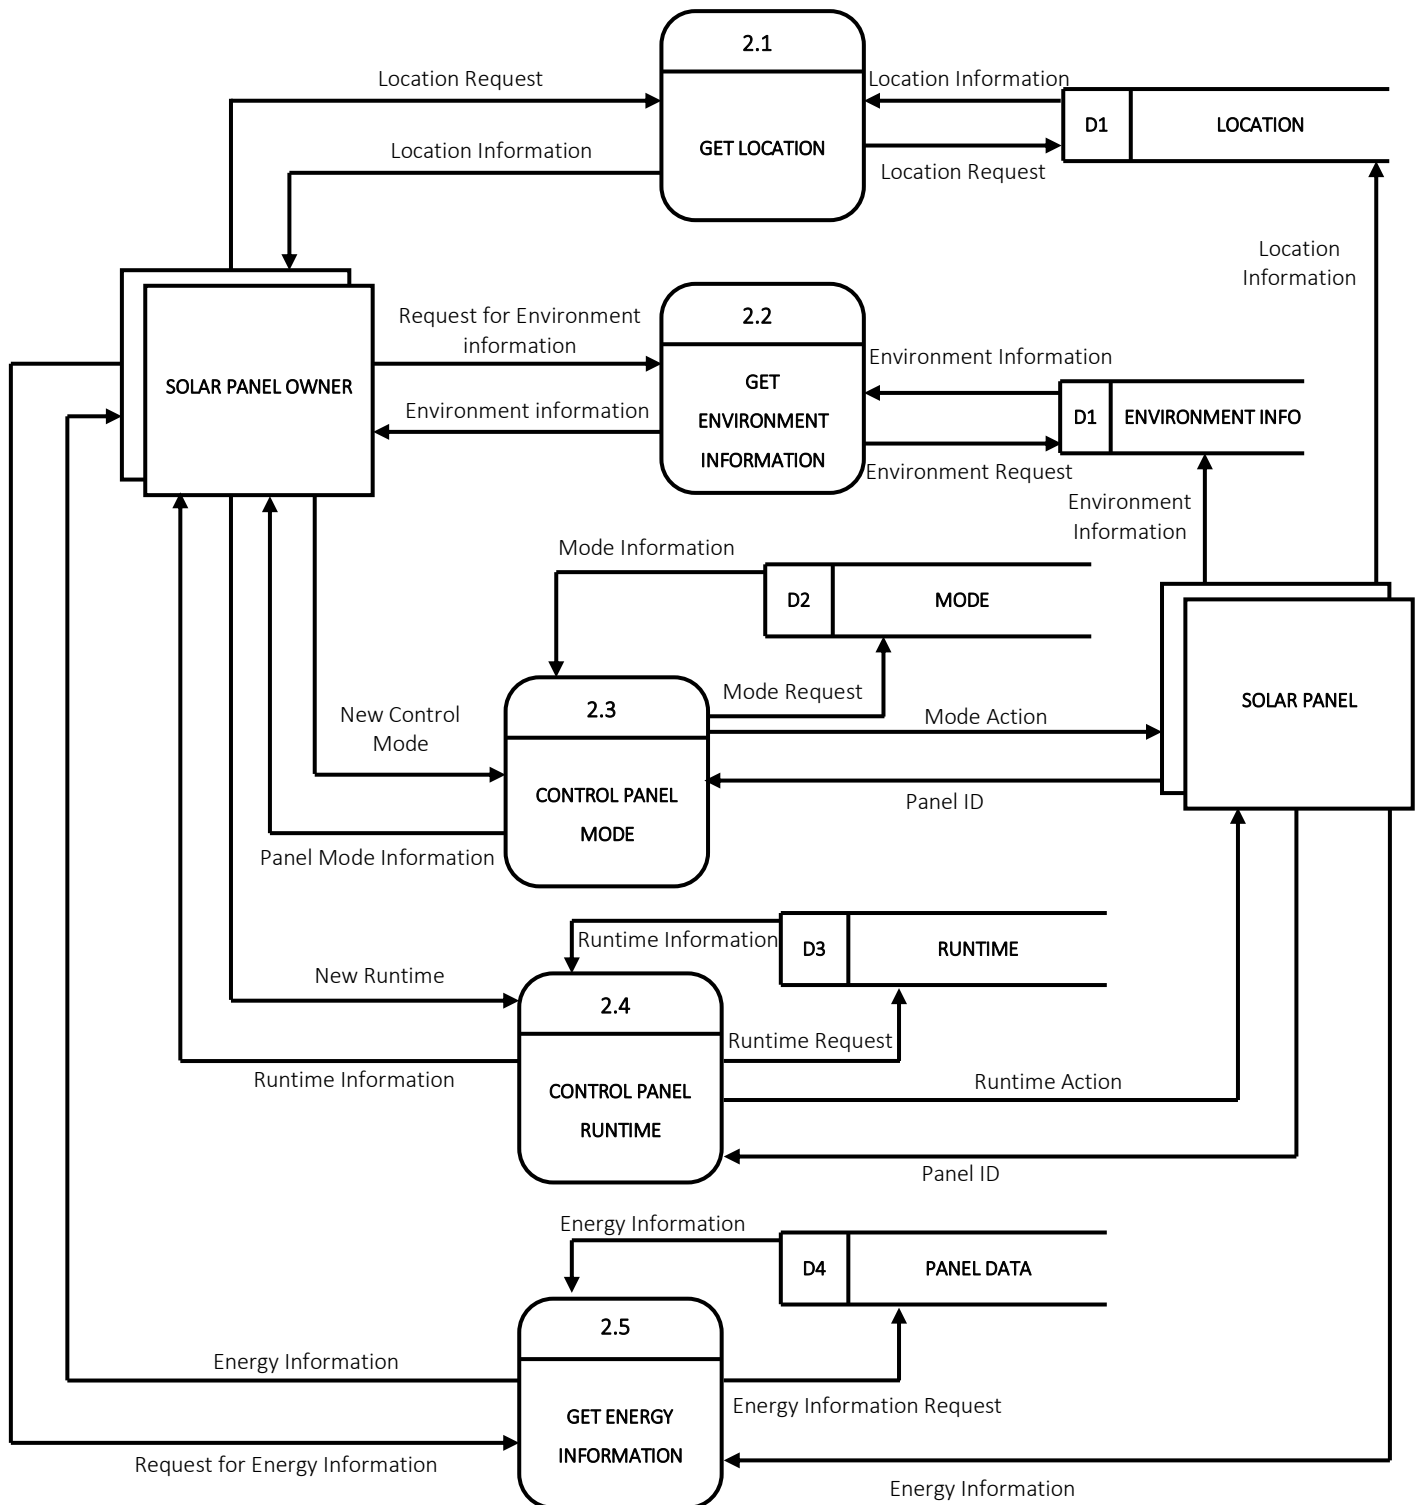 2.1
Location Request
Location Information
D1
LOCATION
GET LOCATION
Location Information
Location Request
Location
Information
2.2
Request for Environment
information
Environment Information
GET
ENVIRONMENT
INFORMATION
SOLAR PANEL OWNER
Environment information
D1
ENVIRONMENT INFO
Environment Request
Environment
Information
Mode Information
D2
MODE
Mode Request
2.3
New Control
Mode
Mode Action
SOLAR PANEL
CONTROL PANEL
MODE
Panel ID
Panel Mode Information
Runtime Information
D3
RUNTIME
New Runtime
2.4
Runtime Request
Runtime Information
Runtime Action
CONTROL PANEL
RUNTIME
Panel ID
Energy Information
D4
PANEL DATA
2.5
Energy Information
Energy Information Request
GET ENERGY
INFORMATION
Request for Energy Information
Energy Information